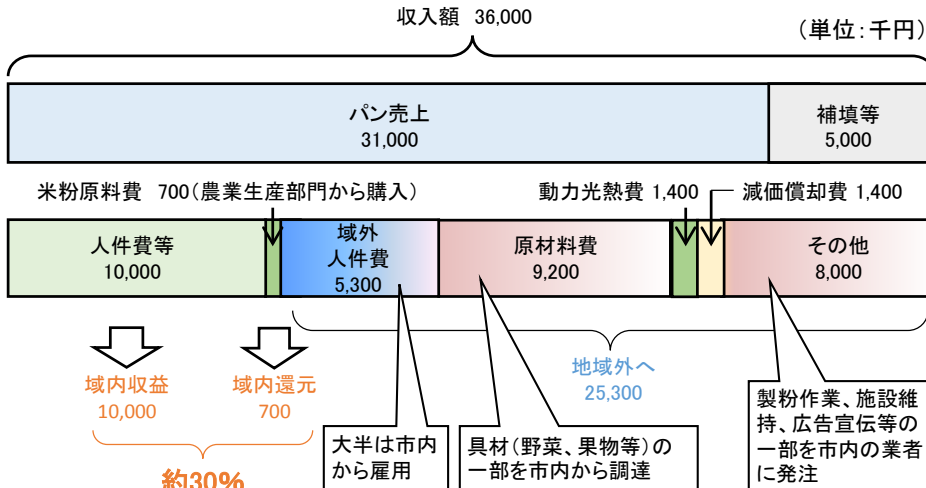 収入額 36,000
(単位:千円)
パン売上
31,000
補填等
5,000
米粉原料費 700(農業生産部門から購入)
動力光熱費 1,400
減価償却費 1,400
人件費等
10,000
域外
人件費
5,300
原材料費
9,200
その他
8,000
域内収益
10,000
域内還元
700
地域外へ
25,300
約30%
大半は市内
から雇用
具材(野菜、果物等)の
一部を市内から調達
製粉作業、施設維
持、広告宣伝等の
一部を市内の業者
に発注